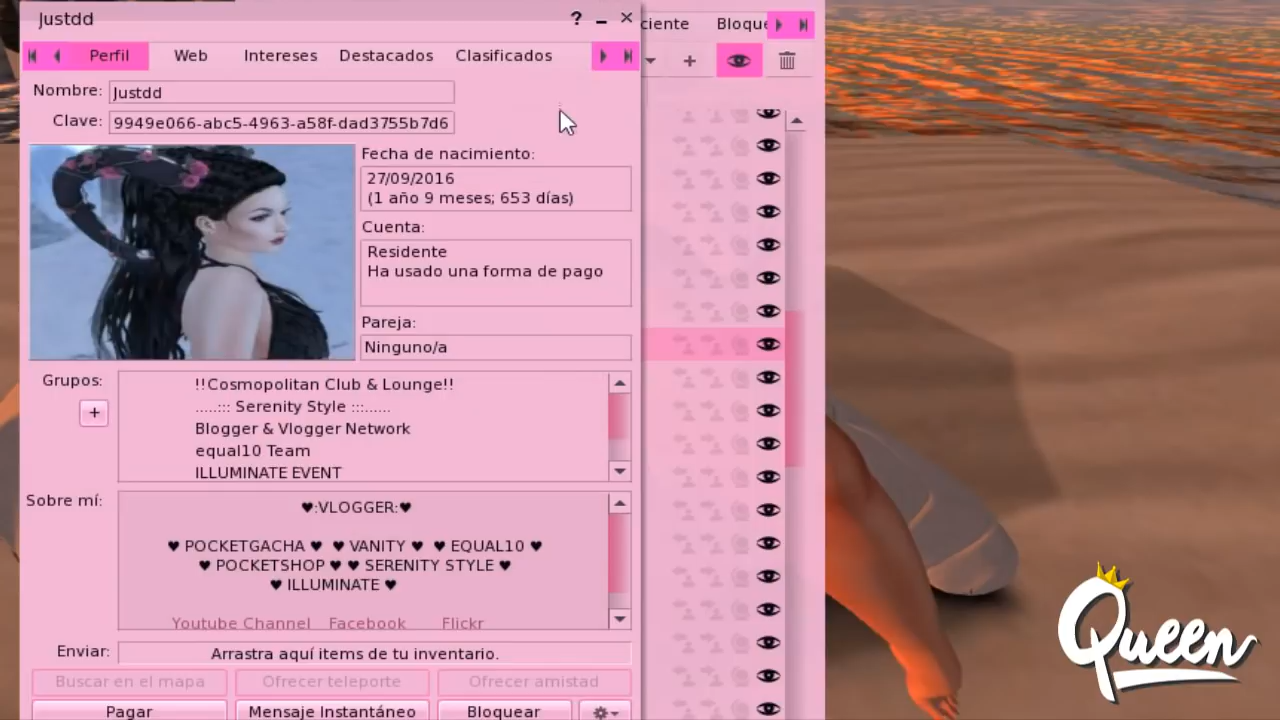 Justdd
? _ ×
ciente Bloque
Perfil Web Intereses Destacados Clasificados
Nombre: Justdd
Clave: 9949e066-abc5-4963-a58f-dad3755b7d6
Fecha de nacimiento:
27/09/2016
(1 año 9 meses; 653 días)
Cuenta:
Residente
Ha usado una forma de pago
Pareja:
Ninguno/a
Grupos:
+
!!Cosmopolitan Club & Lounge!!
.....::: Serenity Style :::......
Blogger & Vlogger Network
equal10 Team
ILLUMINATE EVENT
Sobre mí:
♥:VLOGGER:♥
♥ POCKETGACHA ♥ ♥ VANITY ♥ ♥ EQUAL10 ♥
♥ POCKETSHOP ♥ ♥ SERENITY STYLE ♥
♥ ILLUMINATE ♥
Youtube Channel Facebook Flickr
Enviar: Arrastra aquí items de tu inventario.
Buscar en el mapa Ofrecer teleporte Ofrecer amistad
Pagar Mensaje Instantáneo Bloquear
Queen